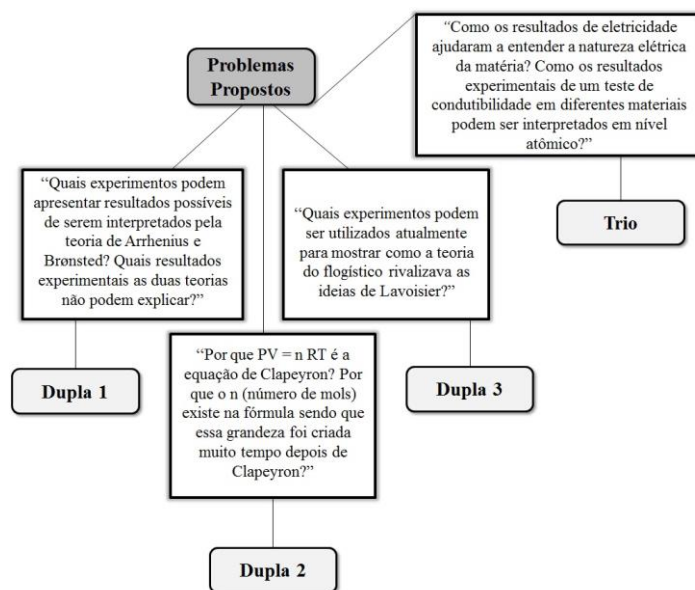 Problemas
Propostos
“Como os resultados de eletricidade
ajudaram a entender a natureza elétrica
da matéria? Como os resultados
experimentais de um teste de
condutibilidade em diferentes materiais
podem ser interpretados em nível
atômico?”
Trio
“Quais experimentos podem
apresentar resultados possíveis
de serem interpretados pela
teoria de Arrhenius e
Brønsted? Quais resultados
experimentais as duas teorias
não podem explicar?”
Dupla 1
“Por que PV = n RT é a
equação de Clapeyron? Por
que o n (número de mols)
existe na fórmula sendo que
essa grandeza foi criada
muito tempo depois de
Clapeyron?”
Dupla 2
“Quais experimentos podem
ser utilizados atualmente
para mostrar como a teoria
do flogístico rivalizava as
ideias de Lavoisier?”
Dupla 3